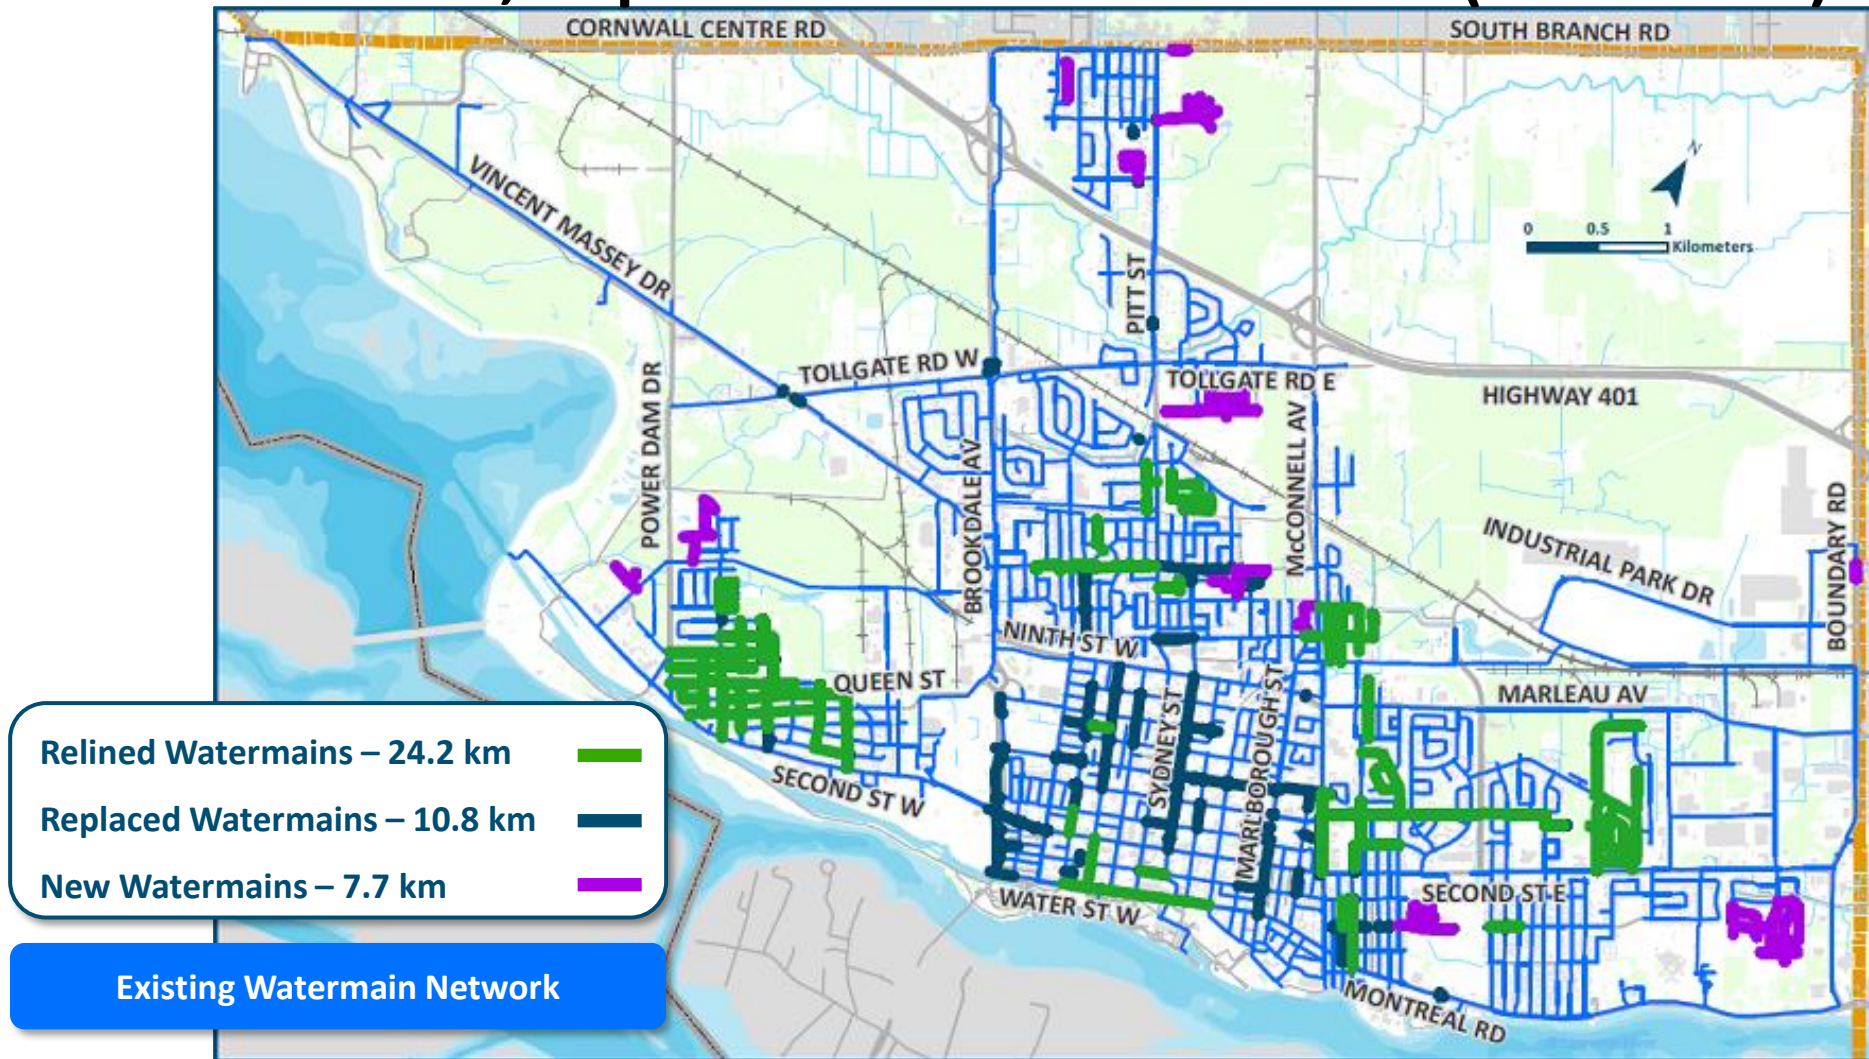 CORNWALL CENTRE RD
SOUTH BRANCH RD
N
0 0.5 1
Kilometers
VINCENT MASSEY DR
PITT ST
TOLLGATE RD W
TOLLGATE RD E
HIGHWAY 401
POWER DAM DR
BROOKDALE AV
McCONNELL AV
INDUSTRIAL PARK DR
BOUNDARY RD
NINTH ST W
QUEEN ST
MARLEAU AV
SYDNEY ST
MARLBOROUGH ST
SECOND ST W
SECOND ST E
WATER ST W
MONTREAL RD
Relined Watermains – 24.2 km
Replaced Watermains – 10.8 km
New Watermains – 7.7 km
Existing Watermain Network